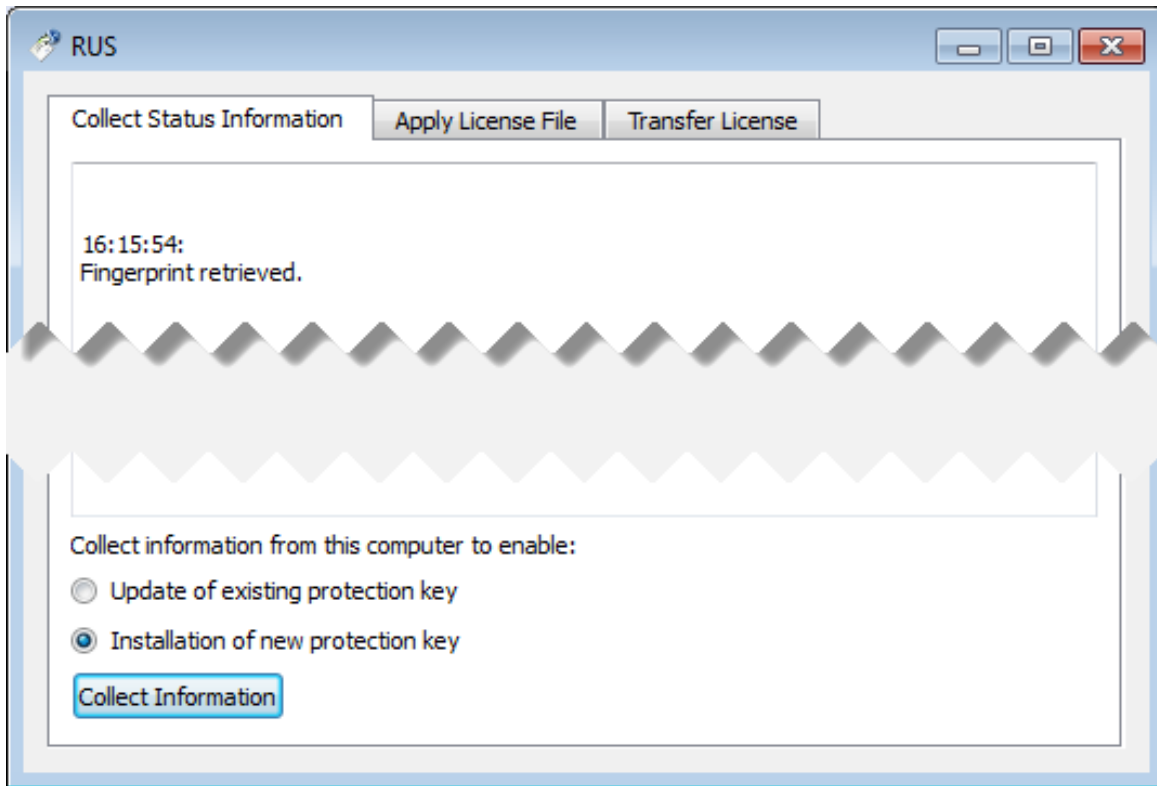 RUS
Collect Status Information
Apply License File
Transfer License
16:15:54:
Fingerprint retrieved.
Collect information from this computer to enable:
Update of existing protection key
Installation of new protection key
Collect Information